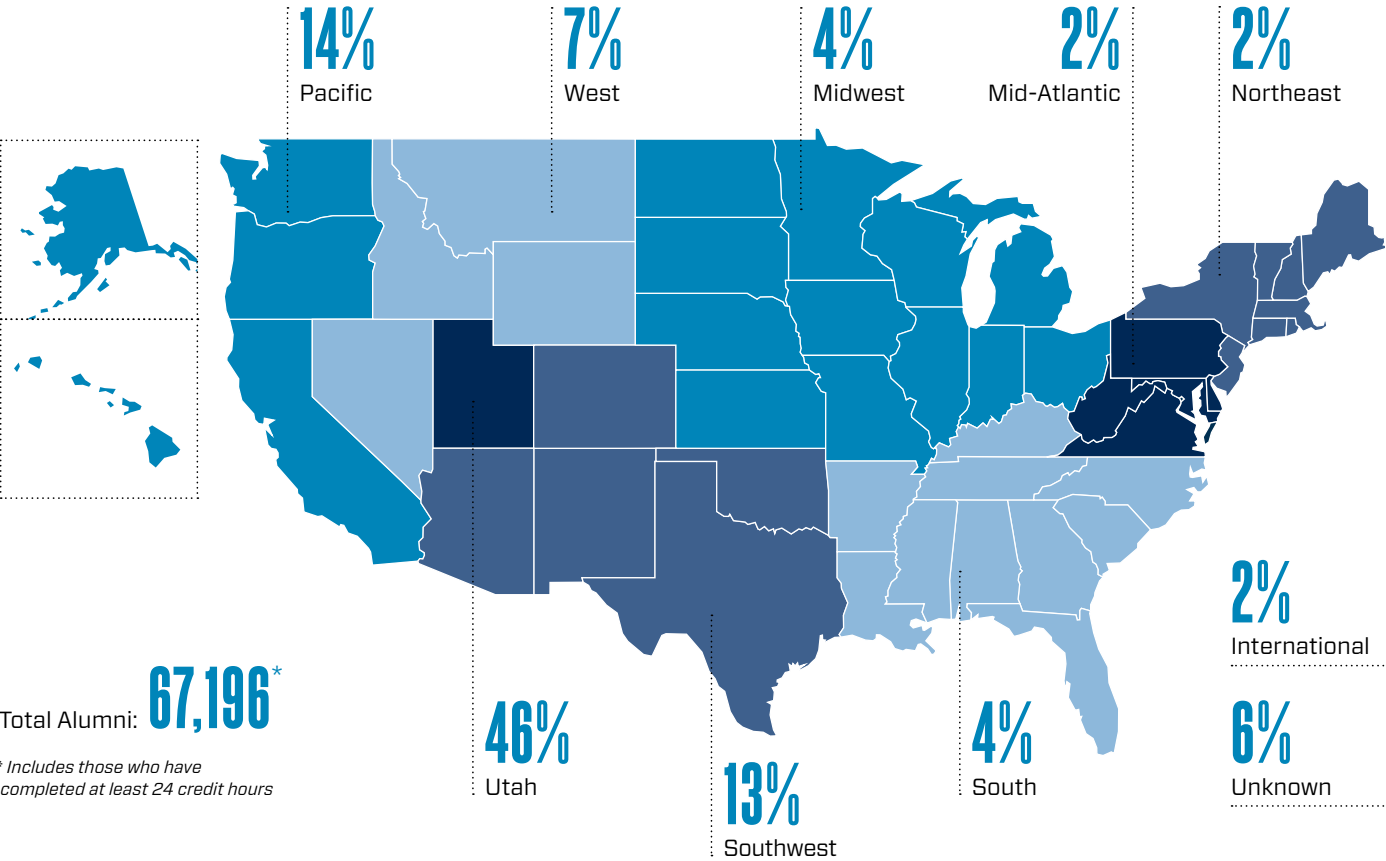 14%
Pacific
7%
West
4%
Midwest
2%
Mid-Atlantic
2%
Northeast
2%
International
Total Alumni: 67,196*
* Includes those who have
completed at least 24 credit hours
46%
Utah
13%
Southwest
4%
South
6%
Unknown